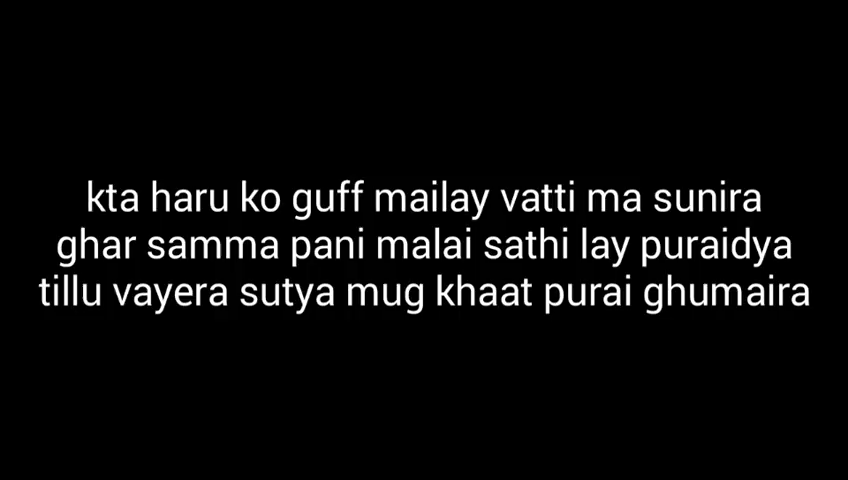 kta haru ko guff mailay vatti ma sunira
ghar samma pani malai sathi lay puraidya
tillu vayera sutya mug khaat purai ghumaira